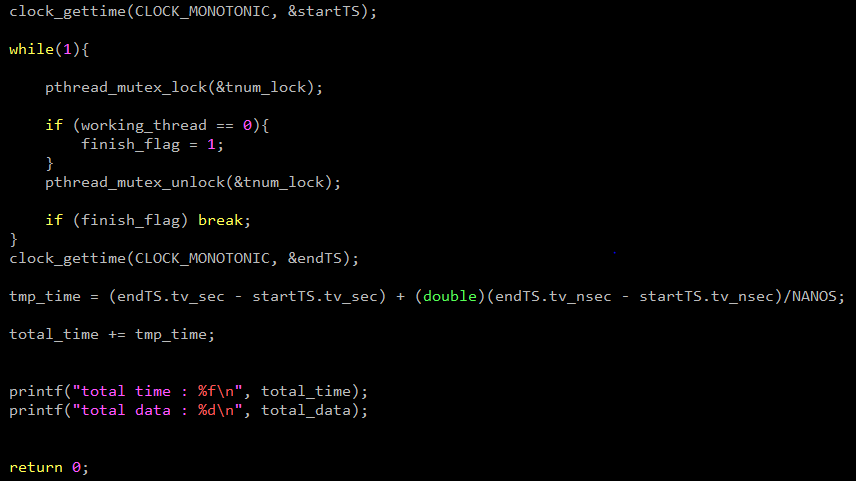 clock_gettime(CLOCK_MONOTONIC, &startTS);
while(1){
pthread_mutex_lock(&tnum_lock);
if (working_thread == 0){
finish_flag = 1;
}
pthread_mutex_unlock(&tnum_lock);
if (finish_flag) break;
}
clock_gettime(CLOCK_MONOTONIC, &endTS);
tmp_time = (endTS.tv_sec - startTS.tv_sec) + (double)(endTS.tv_nsec - startTS.tv_nsec)/NANOS;
total_time += tmp_time;
printf("total time : %f\n", total_time);
printf("total data : %d\n", total_data);
return 0;